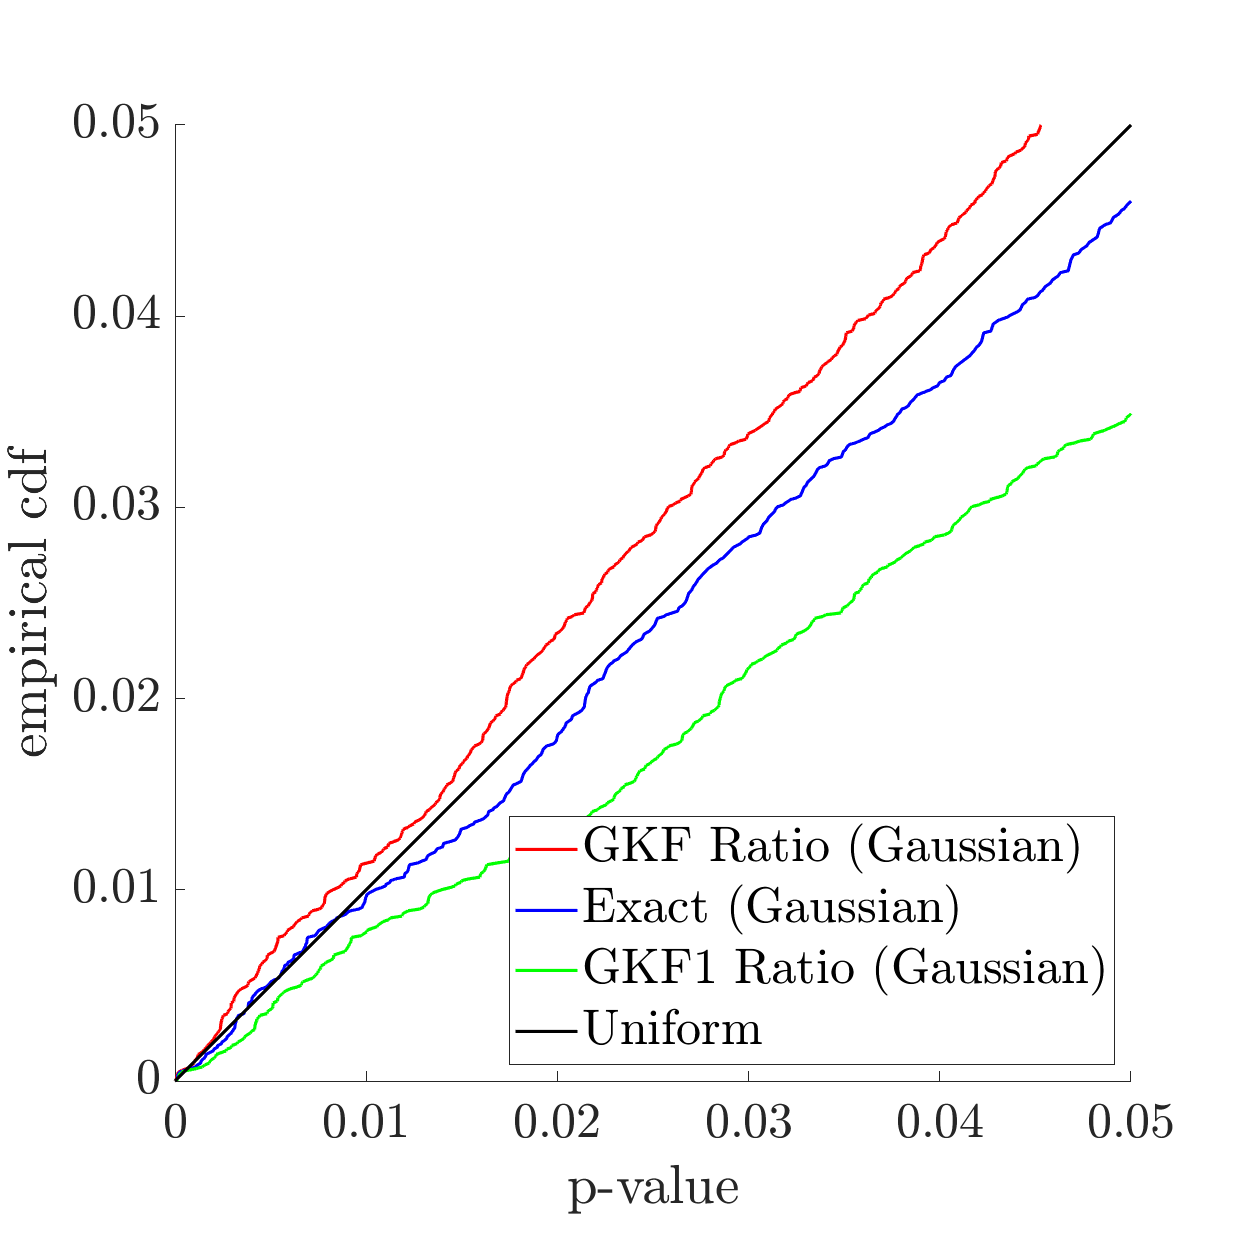 0.05
0.04
0.03
0.02
0.01
0
empirical cdf
GKF Ratio (Gaussian)
Exact (Gaussian)
GKF1 Ratio (Gaussian)
Uniform
0 0.01 0.02 0.03 0.04 0.05
p-value